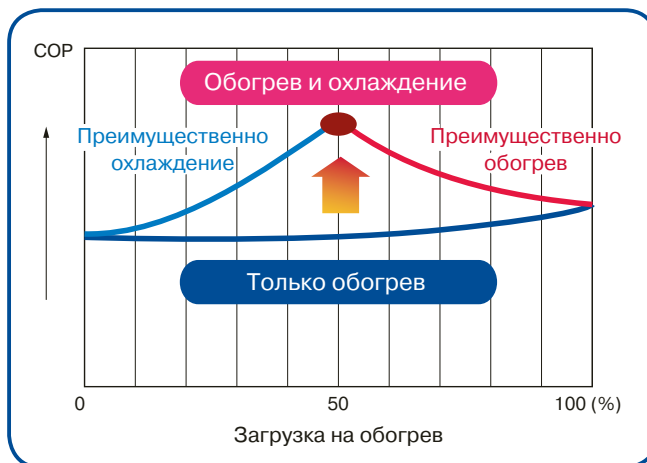 COP
Обогрев и охлаждение
Преимущественно
охлаждение
Преимущественно
обогрев
Только обогрев
0
50
100 (%)
Загрузка на обогрев